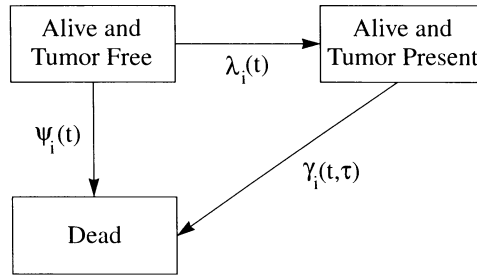 Alive and
Tumor Free
Alive and
Tumor Present
λi(t)
ψi(t)
γi(t,τ)
Dead